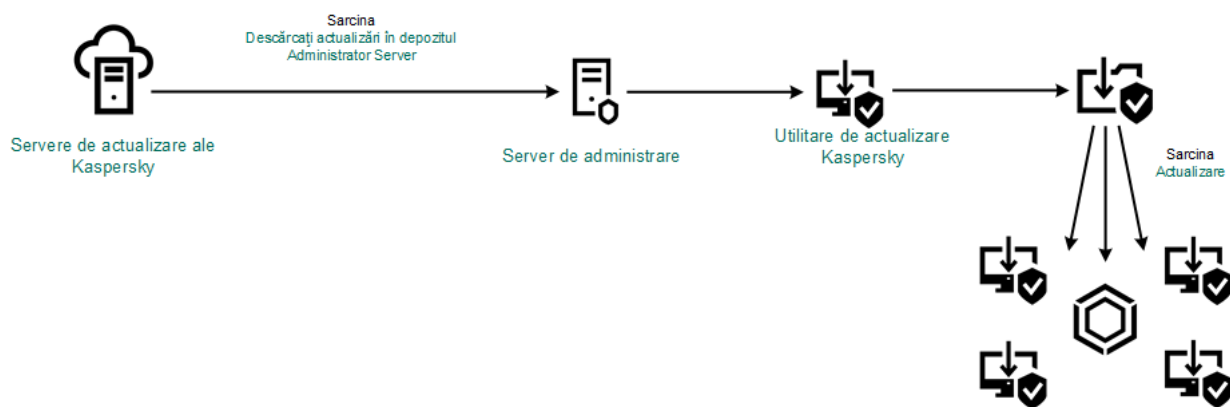 Sarcina
Descărcați actualizări în depozitul
Administrator Server
Servere de actualizare ale
Kaspersky
Server de administrare
Utilitare de actualizare
Kaspersky
Sarcina
Actualizare